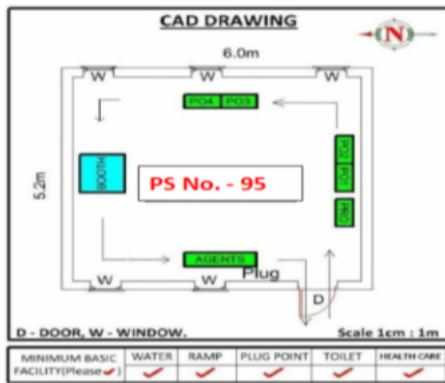 CAD DRAWING
N
6.0m
W W W
PO4 PO3
5.2m
BOOTH
PO2
PO1
PS No. - 95
PRO
AGENTS
Plug
W W
D
D - DOOR, W - WINDOW. Scale 1cm : 1m
MINIMUM BASIC FACILITY(Please✔) WATER RAMP PLUG POINT TOILET HEALTH CARE
✔ ✔ ✔ ✔ ✔